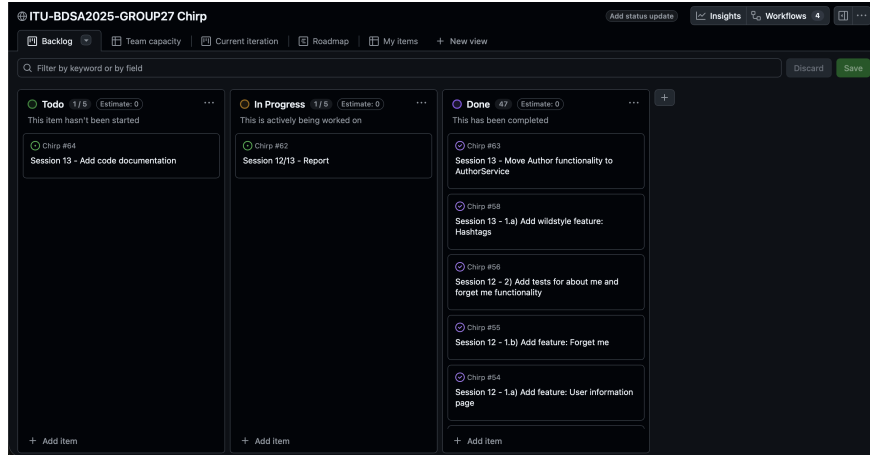 ITU-BDSA2025-GROUP27 Chirp
Add status update
Insights
Workflows 4
Backlog
Team capacity
Current iteration
Roadmap
My items
+ New view
Filter by keyword or by field
Discard
Save
Todo 1 / 5 Estimate: 0
This item hasn't been started
Chirp #64
Session 13 - Add code documentation
+ Add item
In Progress 1 / 5 Estimate: 0
This is actively being worked on
Chirp #62
Session 12/13 - Report
+ Add item
Done 47 Estimate: 0
This has been completed
Chirp #63
Session 13 - Move Author functionality to
AuthorService
Chirp #58
Session 13 - 1.a) Add wildstyle feature:
Hashtags
Chirp #56
Session 12 - 2) Add tests for about me and
forget me functionality
Chirp #55
Session 12 - 1.b) Add feature: Forget me
Chirp #54
Session 12 - 1.a) Add feature: User information
page
+ Add item